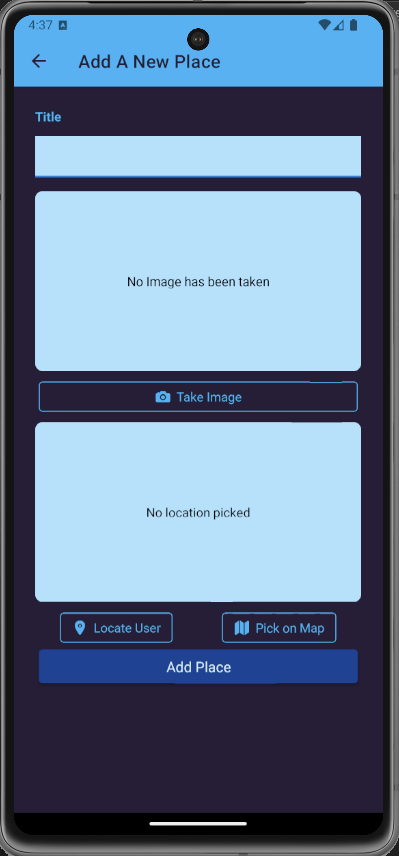 4:37
Add A New Place
Title
No Image has been taken
Take Image
No location picked
Locate User
Pick on Map
Add Place